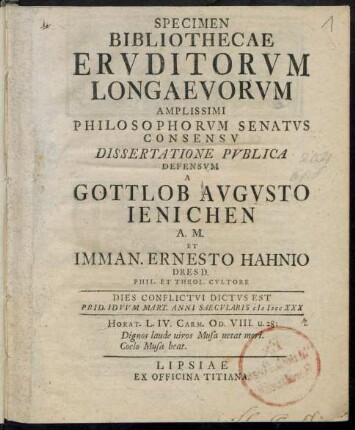 1
SPECIMEN
BIBLIOTHECAE
ERVDITORVM
LONGAEVORVM
AMPLISSIMI
PHILOSOPHORVM SENATVS
CONSENSV
DISSERTATIONE PVBLICA
DEFENSVM
A
GOTTLOB AVGVSTO
IENICHEN
A. M.
ET
IMMAN. ERNESTO HAHNIO
DRESD.
PHIL. ET THEOL. CVLTORE
DIES CONFLICTVI DICTVS EST
PRID. IDVVM MART. ANNI SAECVLARIS cIɔ Iɔcc XXX
HORAT. L. IV. CARM. OD. VIII. u. 28:
Dignos laude uiros Musa uetat mori.
Coelo Musa beat.
LIPSIAE
EX OFFICINA TITIANA.